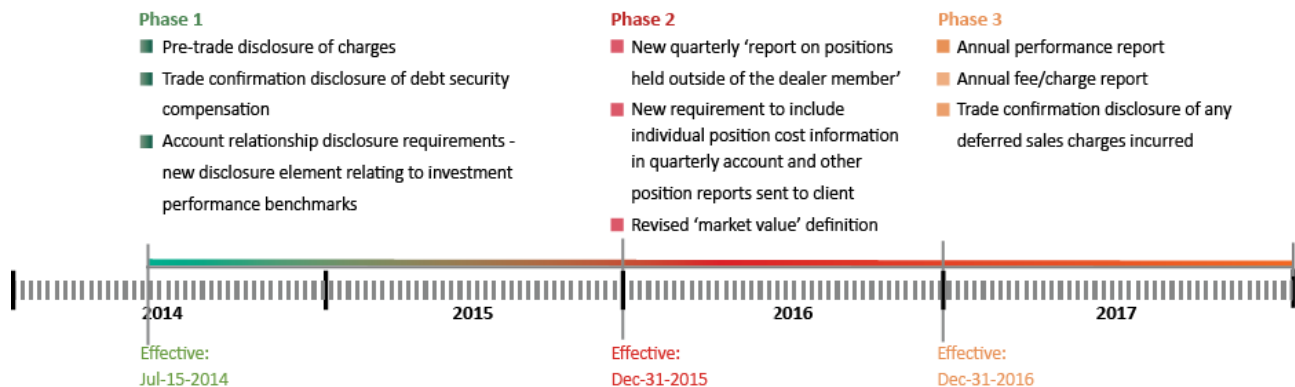 Phase 1
Pre-trade disclosure of charges
Trade confirmation disclosure of debt security
compensation
Account relationship disclosure requirements -
new disclosure element relating to investment
performance benchmarks
Phase 2
New quarterly ‘report on positions
held outside of the dealer member’
New requirement to include
individual position cost information
in quarterly account and other
position reports sent to client
Revised ‘market value’ definition
Phase 3
Annual performance report
Annual fee/charge report
Trade confirmation disclosure of any
deferred sales charges incurred
2014
2015
2016
2017
Effective:
Jul-15-2014
Effective:
Dec-31-2015
Effective:
Dec-31-2016